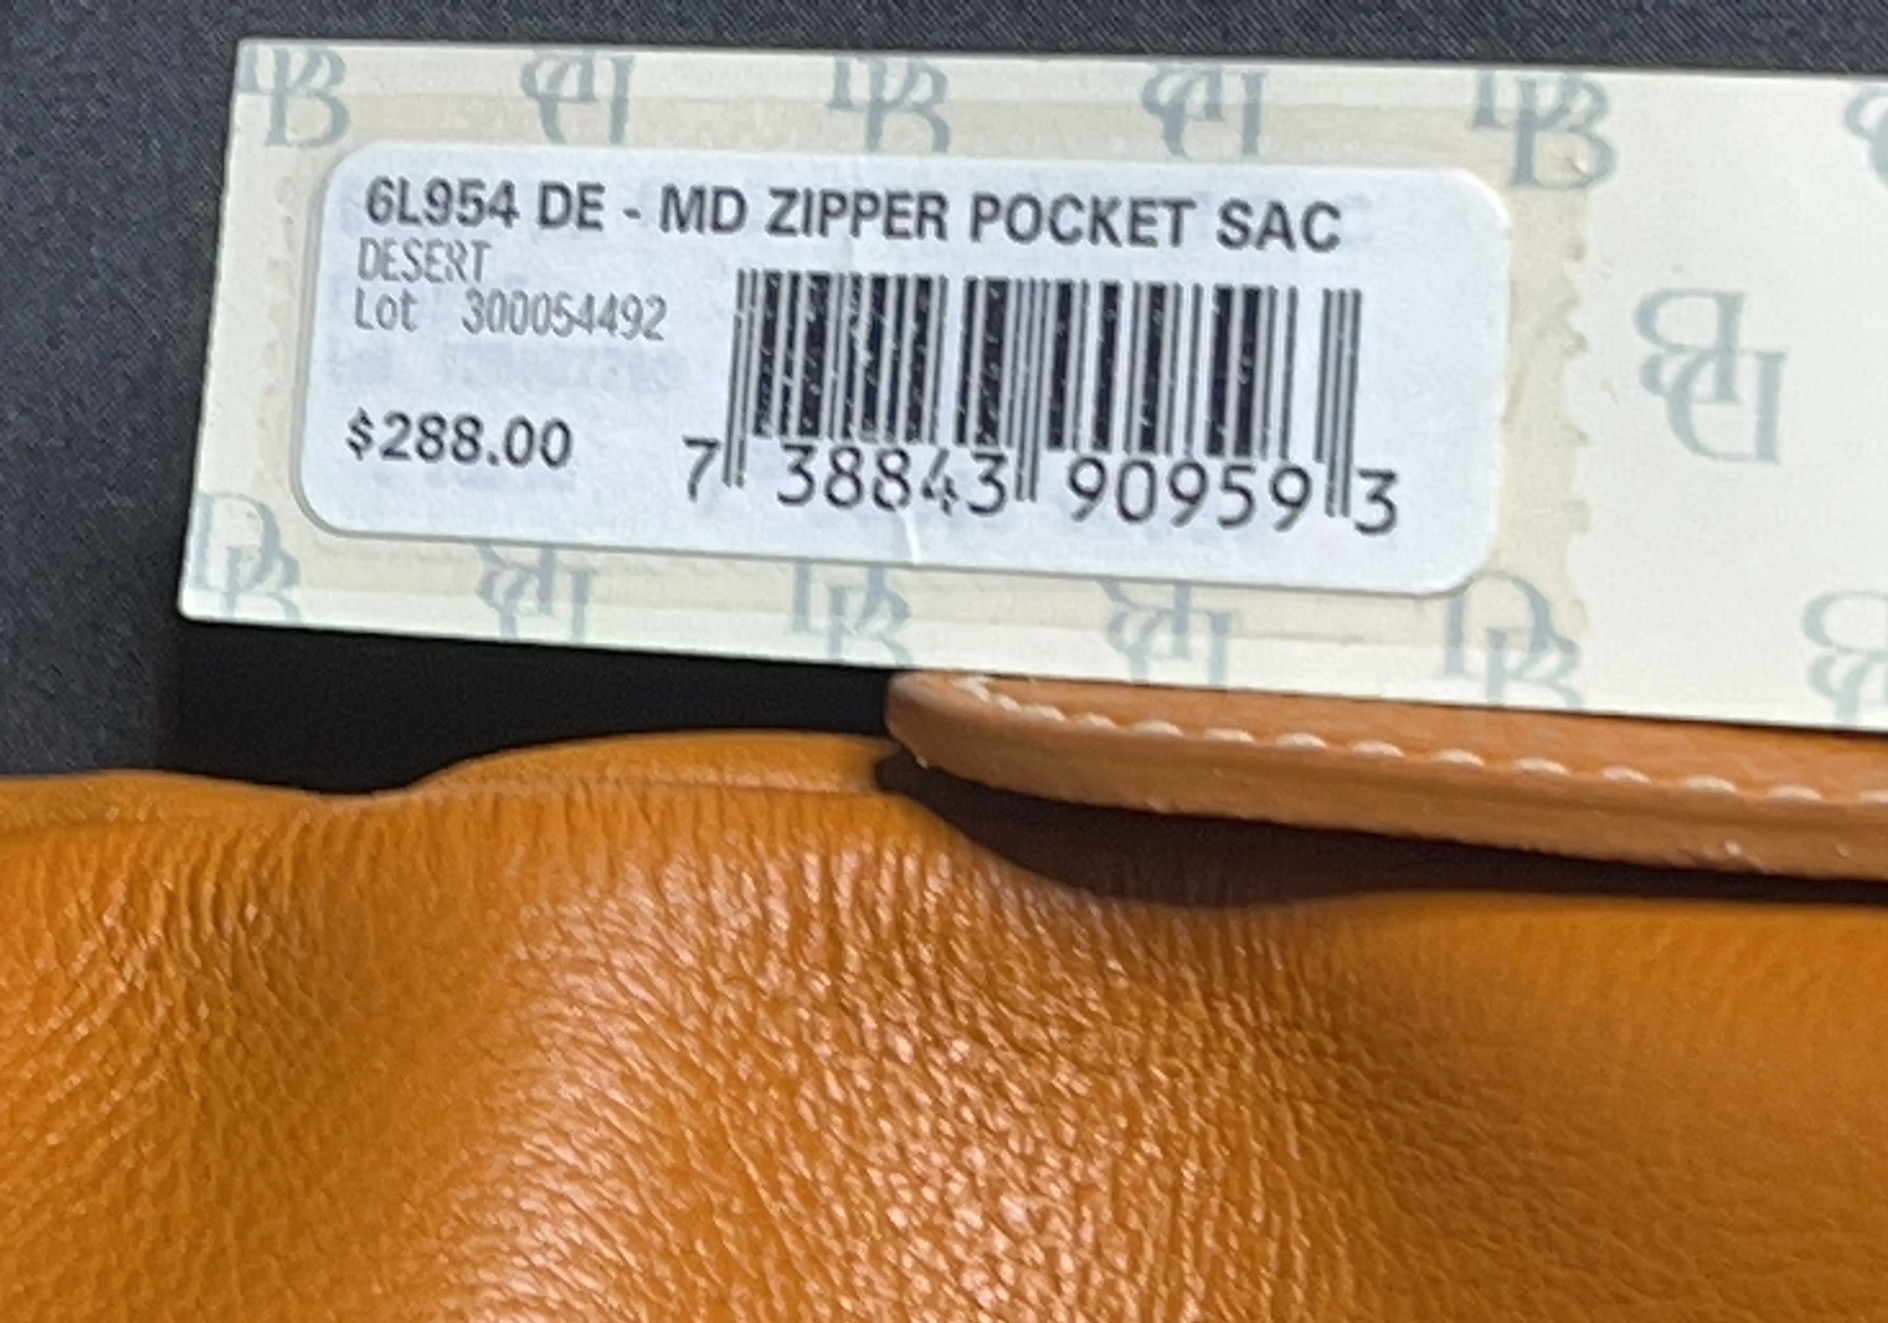 6L954 DE - MD ZIPPER POCKET SAC
DESERT
Lot 300054492
$288.00
7 38843 90959 3